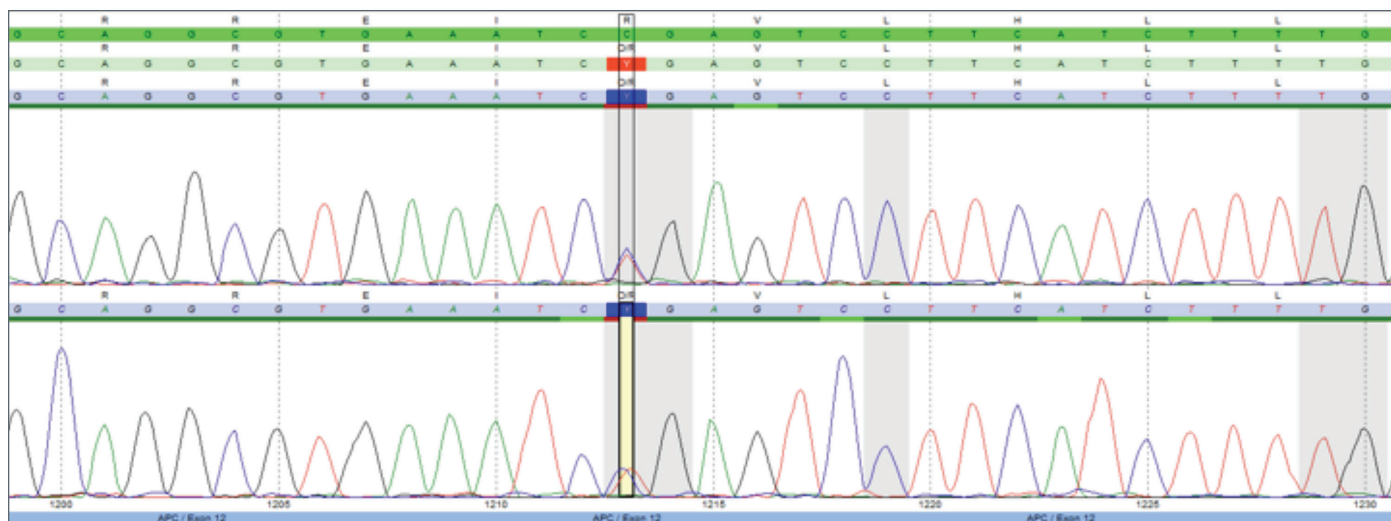 R R E I R V L H L L
G C A G G C G T G A A A T C C G A G T C C T T C A T C T T T T G
R R E I O/R V L H L L
G C A G G C G T G A A A T C Y G A G T C C T T C A T C T T T T G
R R E I O/R V L H L L
G C A G G C G T G A A A T C Y G A G T C C T T C A T C T T T T G
R R E I O/R V L H L L
G C A G G C G T G A A A T C Y G A G T C C T T C A T C T T T T G
1200 1205 1210 1215 1220 1225 1230
APC / Exon 12 APC / Exon 12 APC / Exon 12